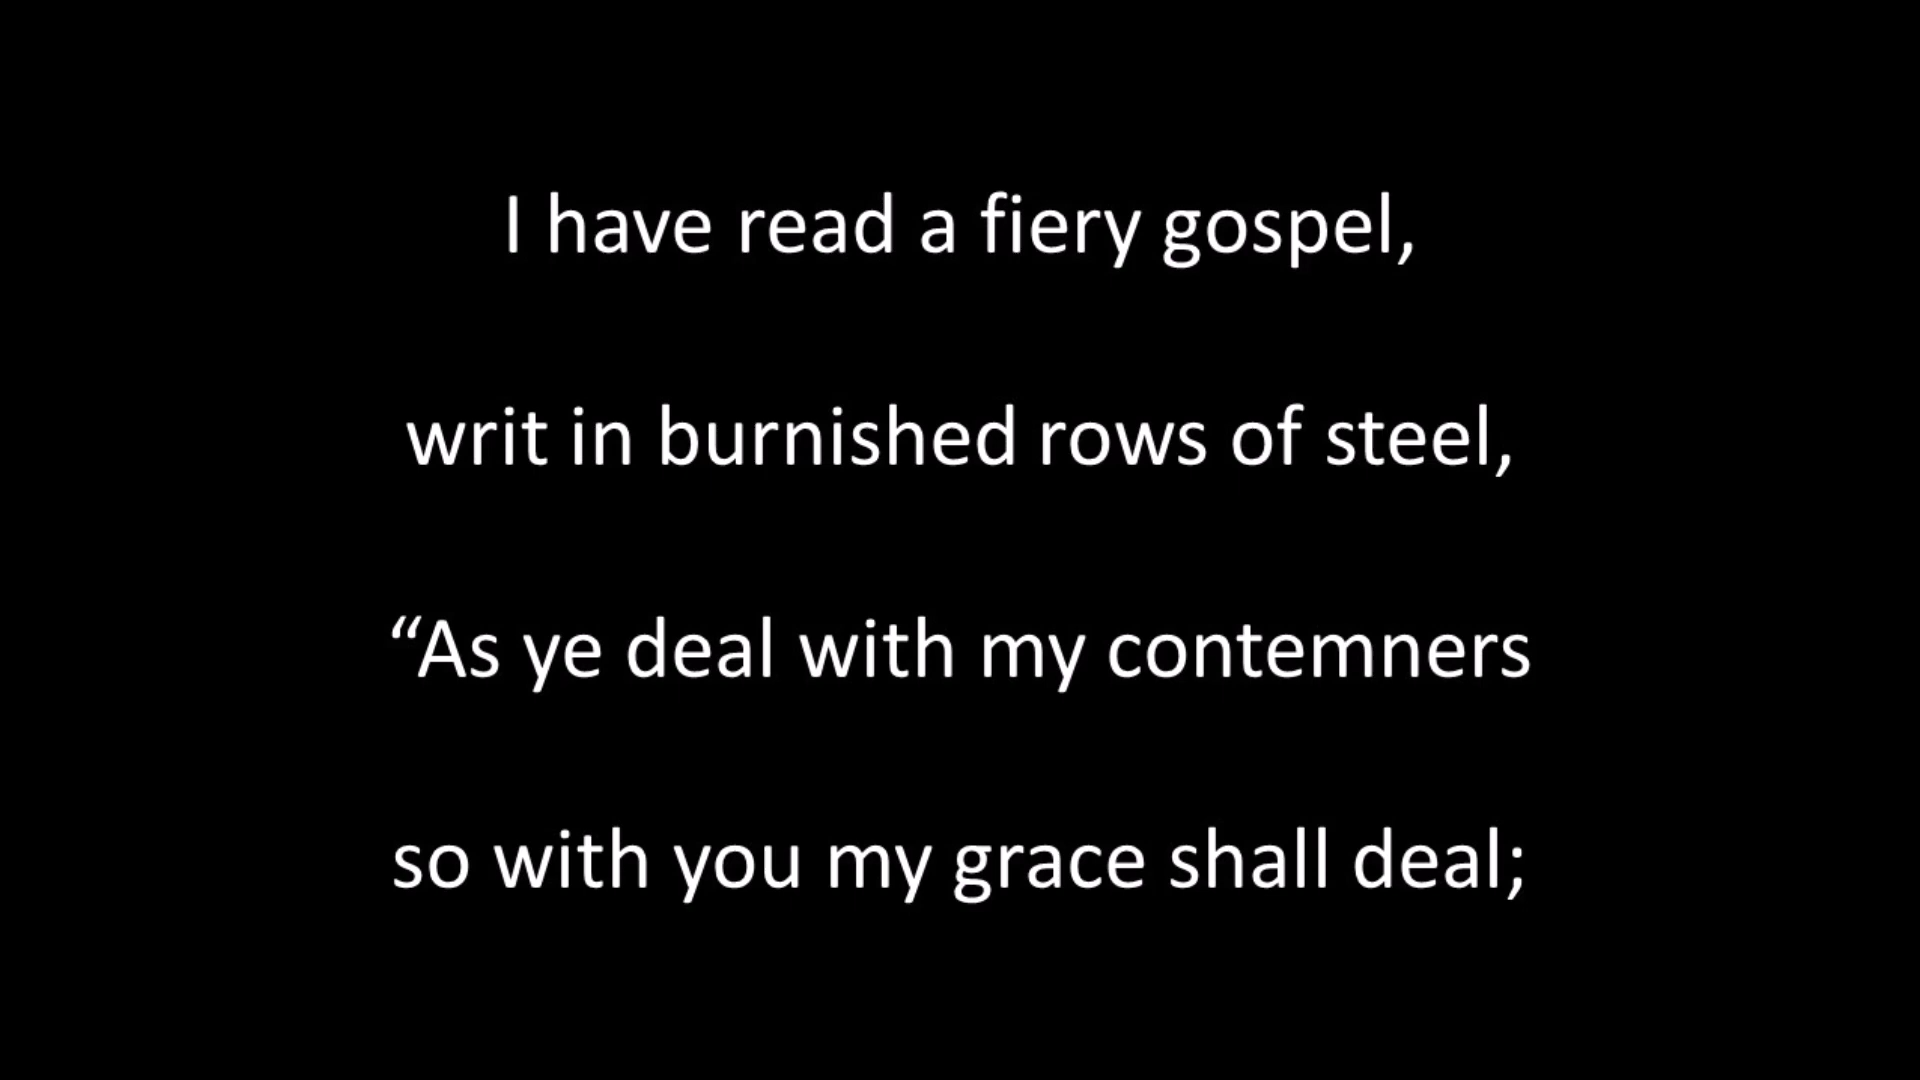 I have read a fiery gospel,
writ in burnished rows of steel,
“As ye deal with my contemners
so with you my grace shall deal;